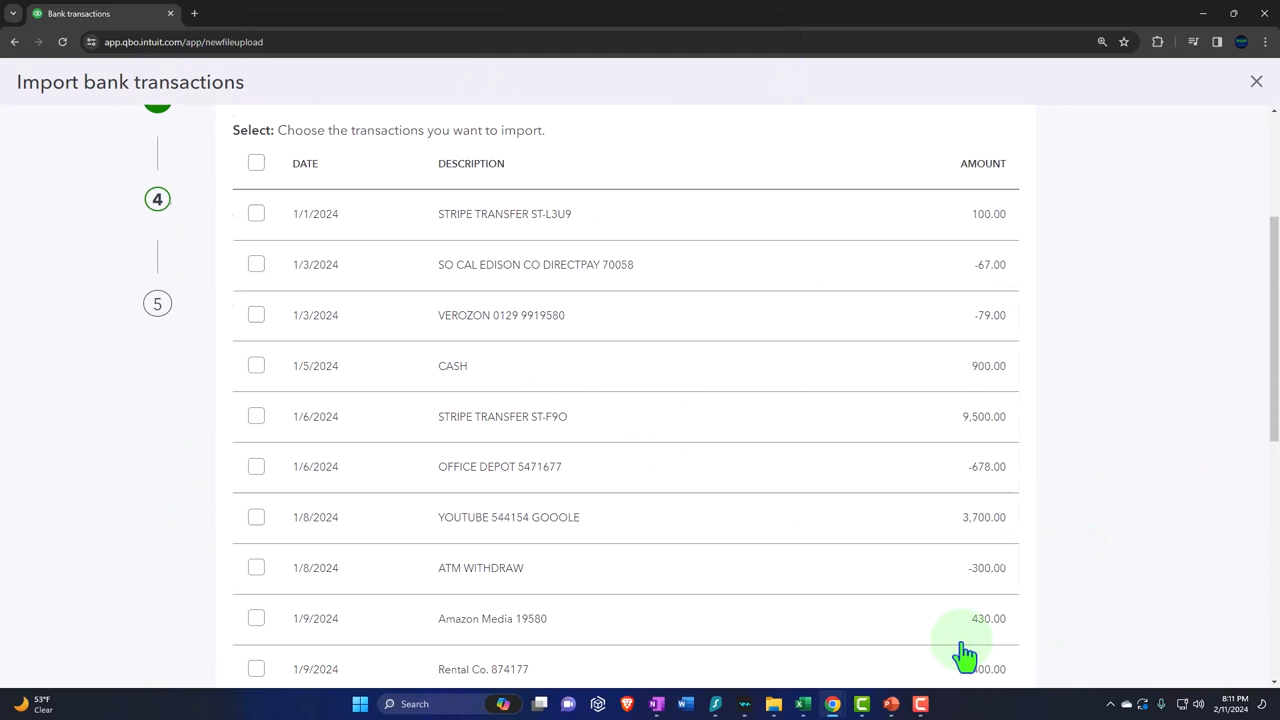 Bank transactions
app.qbo.intuit.com/app/newfileupload
Import bank transactions
Select: Choose the transactions you want to import.
DATE DESCRIPTION AMOUNT
1/1/2024 STRIPE TRANSFER ST-L3U9 100.00
4
1/3/2024 SO CAL EDISON CO DIRECTPAY 70058 -67.00
5
1/3/2024 VEROZON 0129 9919580 -79.00
1/5/2024 CASH 900.00
1/6/2024 STRIPE TRANSFER ST-F9O 9,500.00
1/6/2024 OFFICE DEPOT 5471677 -678.00
1/8/2024 YOUTUBE 544154 GOOOLE 3,700.00
1/8/2024 ATM WITHDRAW -300.00
1/9/2024 Amazon Media 19580 430.00
1/9/2024 Rental Co. 874177
53°F
Clear
Search
8:11 PM
2/11/2024